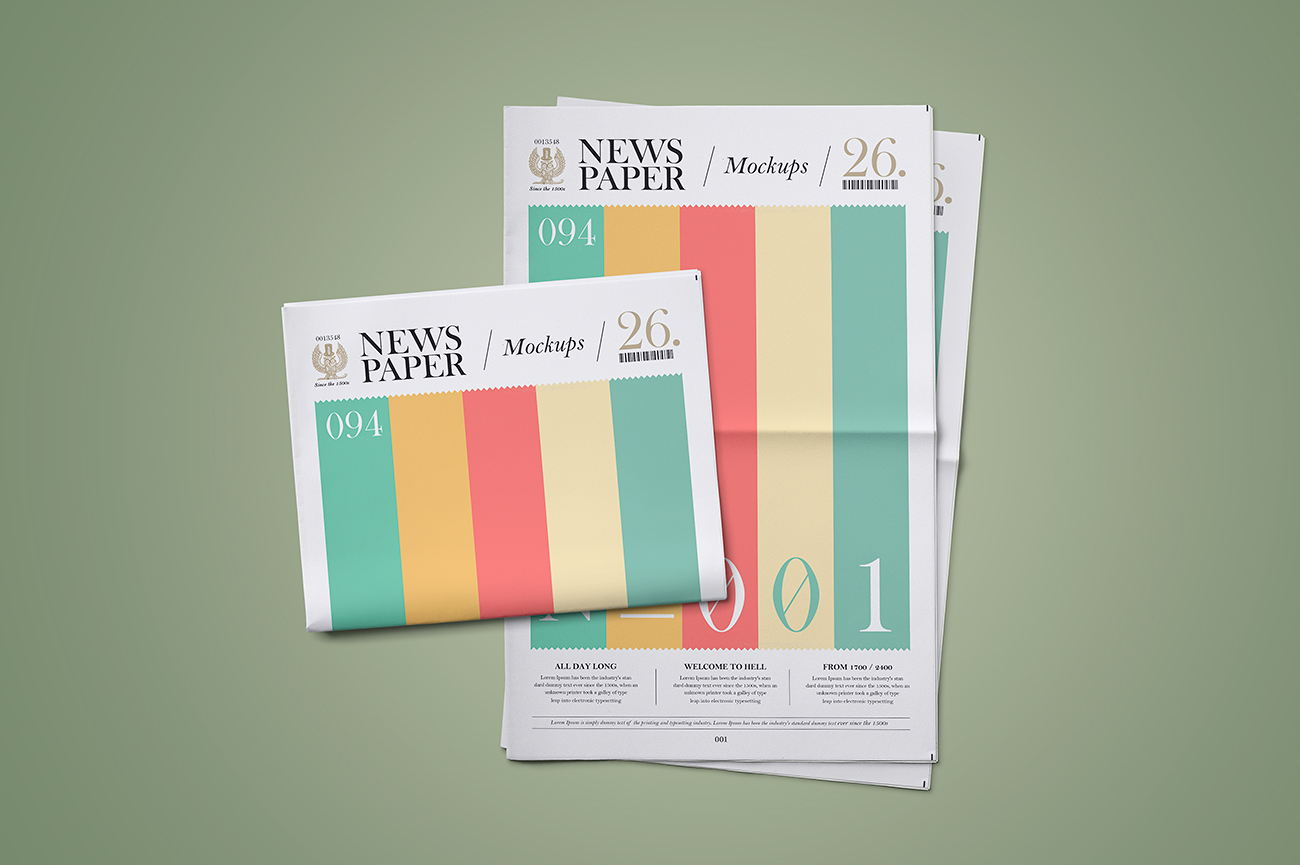 0013548
Since the 1500s
NEWS
PAPER
Mockups
26.
094
001
ALL DAY LONG
Lorem Ipsum has been the industry's stan
dard dummy text ever since the 1500s, when an
unknown printer took a galley of type
leap into electronic typesetting
WELCOME TO HELL
Lorem Ipsum has been the industry's stan
dard dummy text ever since the 1500s, when an
unknown printer took a galley of type
leap into electronic typesetting
FROM 1700 / 2400
Lorem Ipsum has been the industry's stan
dard dummy text ever since the 1500s, when an
unknown printer took a galley of type
leap into electronic typesetting
Lorem Ipsum is simply dummy text of the printing and typesetting industry. Lorem Ipsum has been the industry's standard dummy text ever since the 1500s
001
6.
0013548
Since the 1500s
NEWS
PAPER
Mockups
26.
094